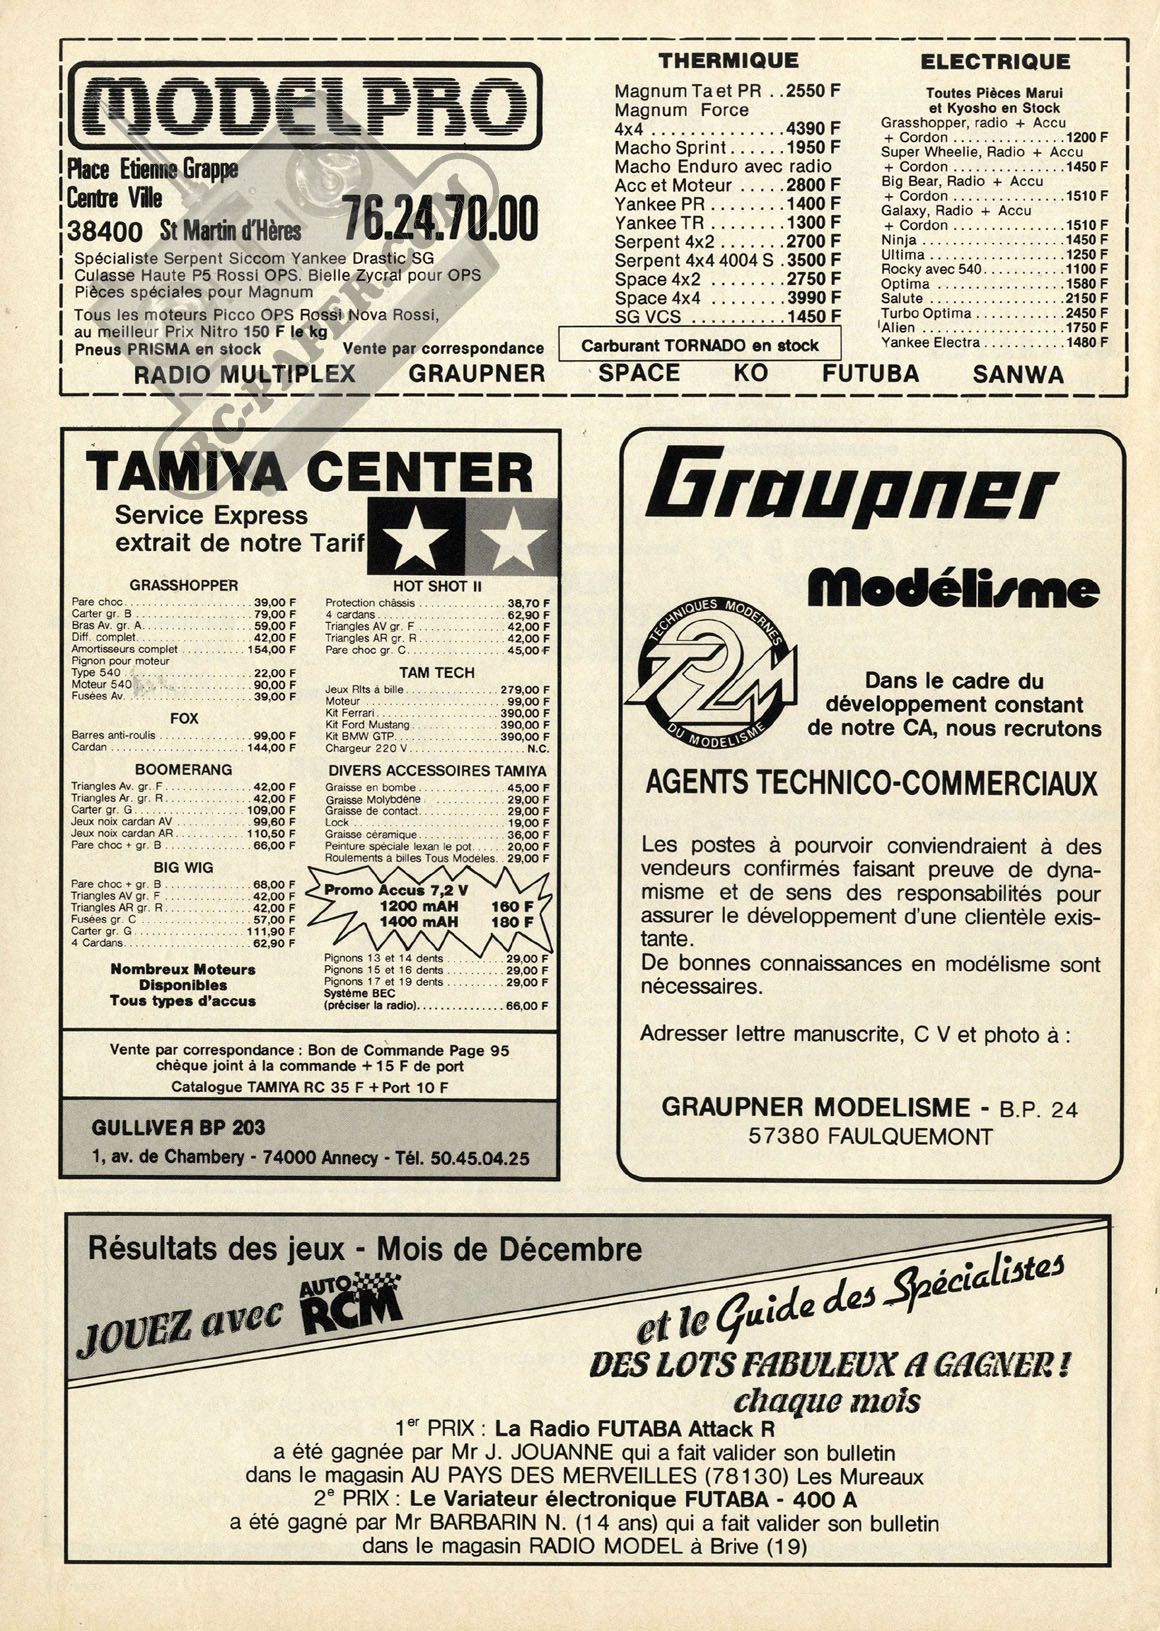 MODELPRO
Place Etienne Grappe
Centre Ville
38400 St Martin d'Hères
76.24.70.00
Spécialiste Serpent Siccom Yankee Drastic SG
Culasse Haute P5 Rossi OPS. Bielle Zycral pour OPS
Pièces spéciales pour Magnum
Tous les moteurs Picco OPS Rossi Nova Rossi,
au meilleur Prix Nitro 150 F le kg
Pneus PRISMA en stock Vente par correspondance
THERMIQUE
Magnum Ta et PR ..2550 F
Magnum Force
4x4 ..............4390 F
Macho Sprint......1950 F
Macho Enduro avec radio
Acc et Moteur .....2800 F
Yankee PR .........1400 F
Yankee TR .........1300 F
Serpent 4x2 ........2700 F
Serpent 4x4 4004 S .3500 F
Space 4x2 .........2750 F
Space 4x4 .........3990 F
SG VCS ...........1450 F
Carburant TORNADO en stock
ELECTRIQUE
Toutes Pièces Marui
et Kyosho en Stock
Grasshopper, radio + Accu
+ Cordon ...............1200 F
Super Wheelie, Radio + Accu
+ Cordon ...............1450 F
Big Bear, Radio + Accu
+ Cordon ...............1510 F
Galaxy, Radio + Accu
+ Cordon ...............1510 F
Ninja ...................1450 F
Ultima ..................1250 F
Rocky avec 540...........1100 F
Optima ..................1580 F
Salute ..................2150 F
Turbo Optima ............2450 F
Alien ...................1750 F
Yankee Electra ..........1480 F
RADIO MULTIPLEX GRAUPNER SPACE KO FUTUBA SANWA
RC-PAPER.COM
TAMIYA CENTER
Service Express
extrait de notre Tarif
GRASSHOPPER
Pare choc.................. 39,00 F
Carter gr. B................ 79,00 F
Bras Av. gr. A.............. 59,00 F
Diff. complet............... 42,00 F
Amortisseurs complet .......... 154,00 F
Pignon pour moteur
Type 540 .................. 22,00 F
Moteur 540 ................ 90,00 F
Fusées Av. ................ 39,00 F
FOX
Barres anti-roulis ............. 99,00 F
Cardan .................... 144,00 F
BOOMERANG
Triangles Av. gr. F............ 42,00 F
Triangles Ar. gr. R............ 42,00 F
Carter gr. G................ 109,00 F
Jeux noix cardan AV .......... 99,60 F
Jeux noix cardan AR .......... 110,50 F
Pare choc + gr. B ............ 66,00 F
BIG WIG
Pare choc + gr. B ............ 68,00 F
Triangles AV gr. F ............ 42,00 F
Triangles AR gr. R............ 42,00 F
Fusées gr. C................ 57,00 F
Carter gr. G................ 111,90 F
4 Cardans.................. 62,90 F
Nombreux Moteurs
Disponibles
Tous types d'accus
HOT SHOT II
Protection châssis ............ 38,70 F
4 cardans .................. 62,90 F
Triangles AV gr. F ............ 42,00 F
Triangles AR gr. R ............ 42,00 F
Pare choc gr. C.............. 45,00 F
TAM TECH
Jeux Rlts à bille.............. 279,00 F
Moteur .................... 99,00 F
Kit Ferrari.................. 390,00 F
Kit Ford Mustang............. 390,00 F
Kit BMW GTP................ 390,00 F
Chargeur 220 V .............. N.C.
DIVERS ACCESSOIRES TAMIYA
Graisse en bombe ............ 45,00 F
Graisse Molybdène ........... 29,00 F
Graisse de contact............ 29,00 F
Lock ...................... 19,00 F
Graisse céramique............ 36,00 F
Peinture spéciale lexan le pot..... 20,00 F
Roulements à billes Tous Modèles. 29,00 F
Promo Accus 7,2 V
1200 mAH 160 F
1400 mAH 180 F
Pignons 13 et 14 dents ......... 29,00 F
Pignons 15 et 16 dents ......... 29,00 F
Pignons 17 et 19 dents ......... 29,00 F
Système BEC
(préciser la radio).............. 66,00 F
Vente par correspondance : Bon de Commande Page 95
chèque joint à la commande + 15 F de port
Catalogue TAMIYA RC 35 F + Port 10 F
GULLIVER BP 203
1, av. de Chambery - 74000 Annecy - Tél. 50.45.04.25
Graupner
Modélisme
TECHNIQUES MODERNES
T2M
DU MODELISME
Dans le cadre du
développement constant
de notre CA, nous recrutons
AGENTS TECHNICO-COMMERCIAUX
Les postes à pourvoir conviendraient à des
vendeurs confirmés faisant preuve de dyna-
misme et de sens des responsabilités pour
assurer le développement d'une clientèle exis-
tante.
De bonnes connaissances en modélisme sont
nécessaires.
Adresser lettre manuscrite, C V et photo à :
GRAUPNER MODELISME - B.P. 24
57380 FAULQUEMONT
Résultats des jeux - Mois de Décembre
JOUEZ avec AUTO RCM
et le Guide des Spécialistes
DES LOTS FABULEUX A GAGNER !
chaque mois
1er PRIX : La Radio FUTABA Attack R
a été gagnée par Mr J. JOUANNE qui a fait valider son bulletin
dans le magasin AU PAYS DES MERVEILLES (78130) Les Mureaux
2e PRIX : Le Variateur électronique FUTABA - 400 A
a été gagné par Mr BARBARIN N. (14 ans) qui a fait valider son bulletin
dans le magasin RADIO MODEL à Brive (19)